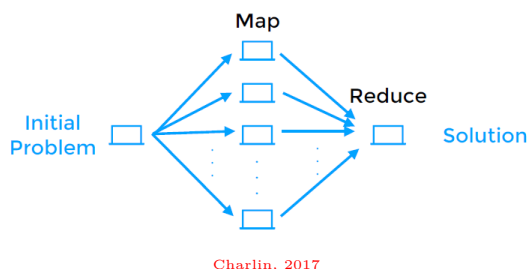 Map
Reduce
Initial
Problem
Solution
Charlin, 2017